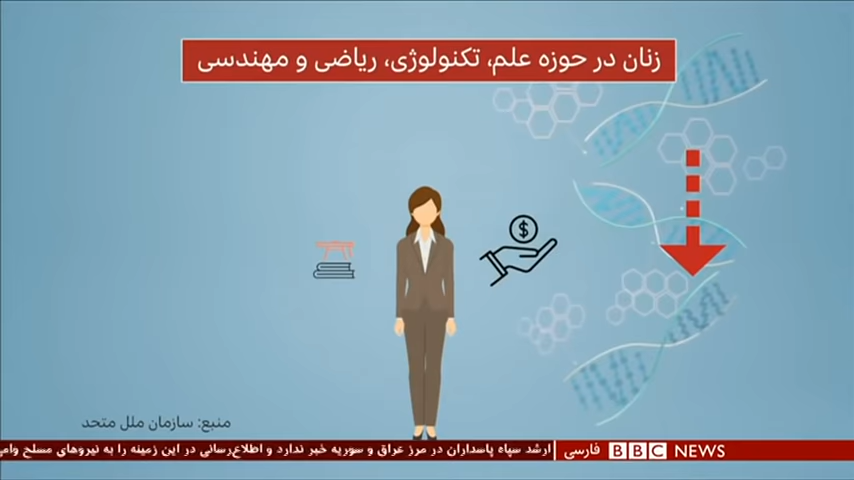 زنان در حوزه علم، تکنولوژی، ریاضی و مهندسی
$
منبع: سازمان ملل متحد
BBC NEWS فارسی
ارشد سپاه پاسداران در مرز عراق و سوریه خبر ندارد و اطلاع‌رسانی در این زمینه را به نیروهای مسلح